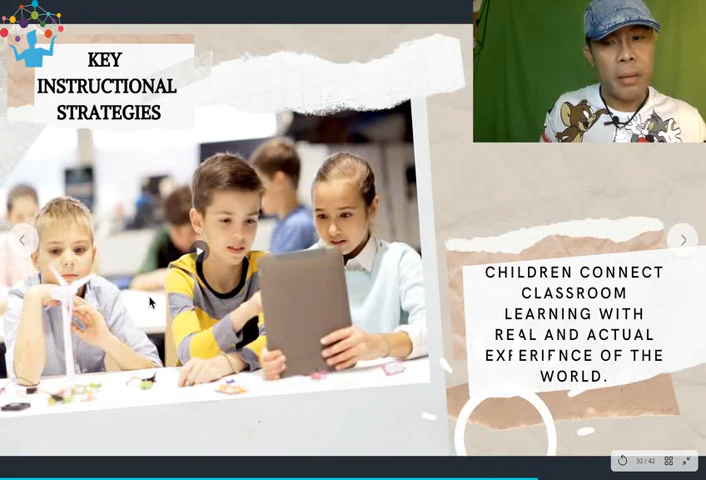 KEY
INSTRUCTIONAL
STRATEGIES
CHILDREN CONNECT
CLASSROOM
LEARNING WITH
REAL AND ACTUAL
EXPERIENCE OF THE
WORLD.
32 / 42